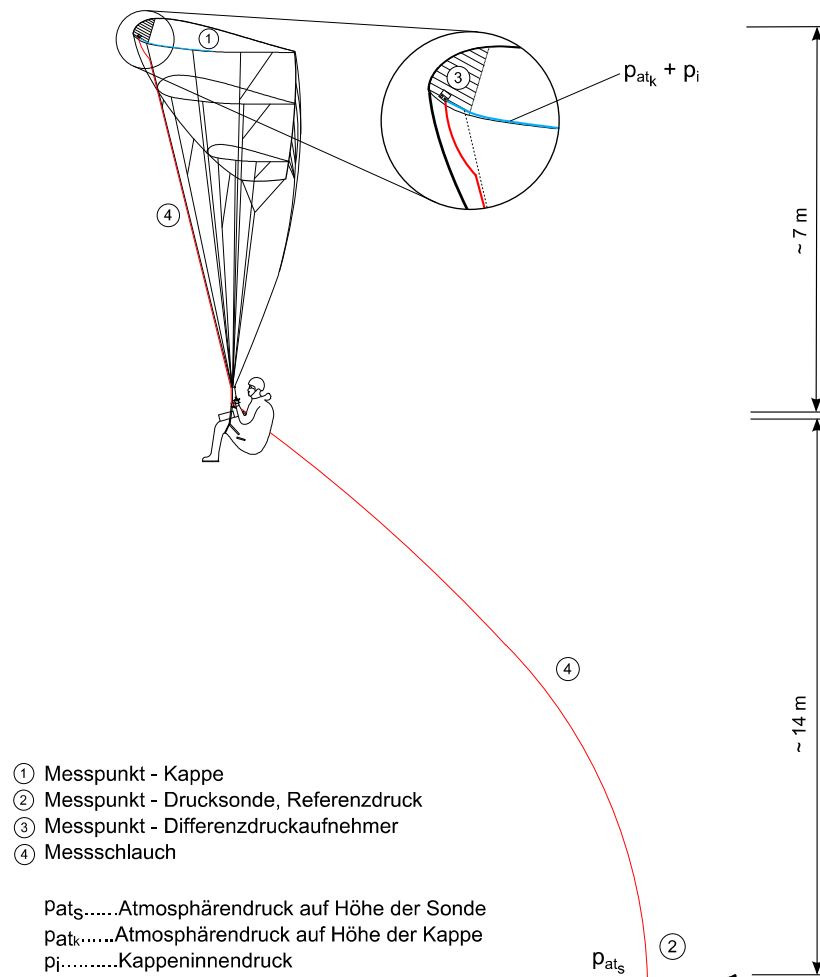 ①
③
p_at_k + p_i
④
~ 7 m
④
~ 14 m
① Messpunkt - Kappe
② Messpunkt - Drucksonde, Referenzdruck
③ Messpunkt - Differenzdruckaufnehmer
④ Messschlauch
p_at_s......Atmosphärendruck auf Höhe der Sonde
p_at_k......Atmosphärendruck auf Höhe der Kappe
p_i.........Kappeninnendruck
p_at_s
②